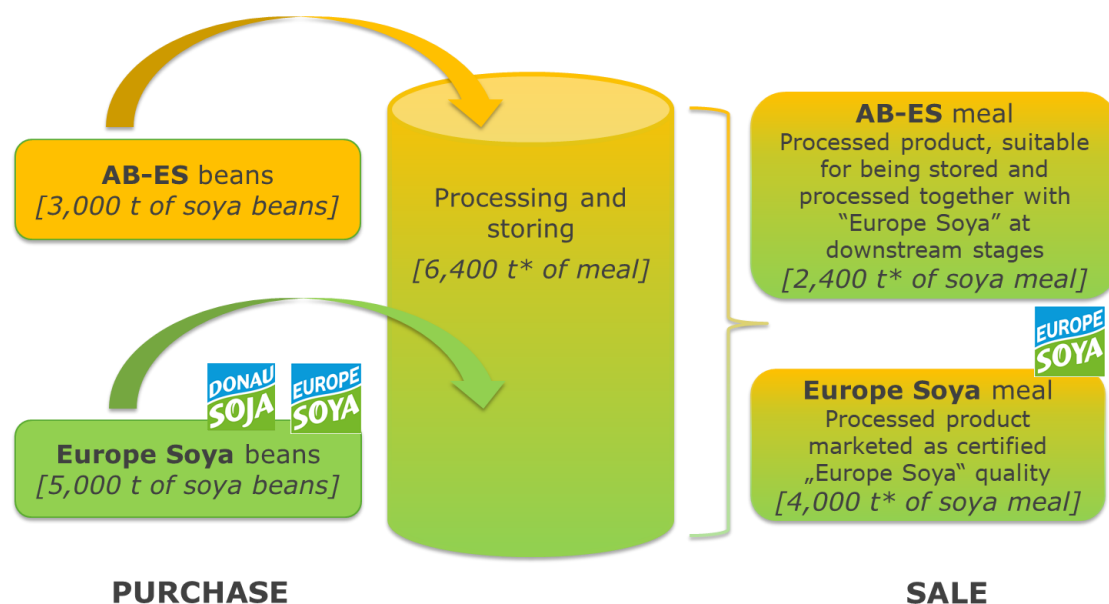 AB-ES beans
[3,000 t of soya beans]
DONAU
SOJA
EUROPE
SOYA
Europe Soya beans
[5,000 t of soya beans]
PURCHASE
Processing and
storing
[6,400 t* of meal]
AB-ES meal
Processed product, suitable
for being stored and
processed together with
“Europe Soya” at
downstream stages
[2,400 t* of soya meal]
EUROPE
SOYA
Europe Soya meal
Processed product
marketed as certified
„Europe Soya“ quality
[4,000 t* of soya meal]
SALE